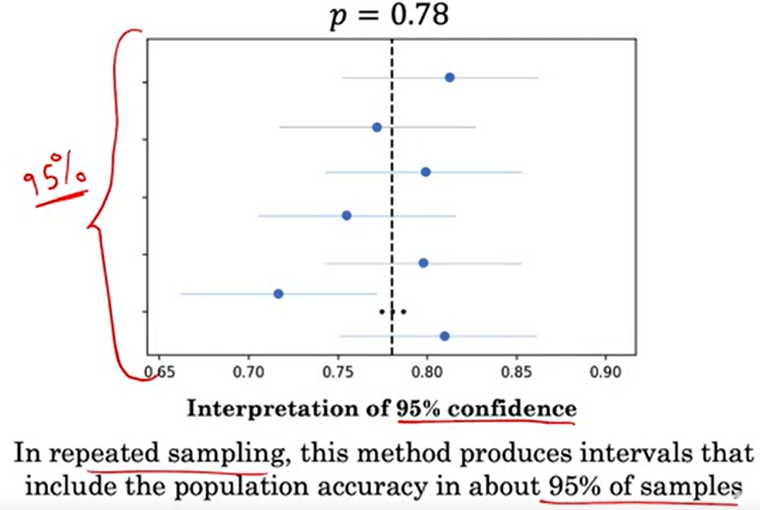 p = 0.78
95%
0.65 0.70 0.75 0.80 0.85 0.90
Interpretation of 95% confidence
In repeated sampling, this method produces intervals that
include the population accuracy in about 95% of samples